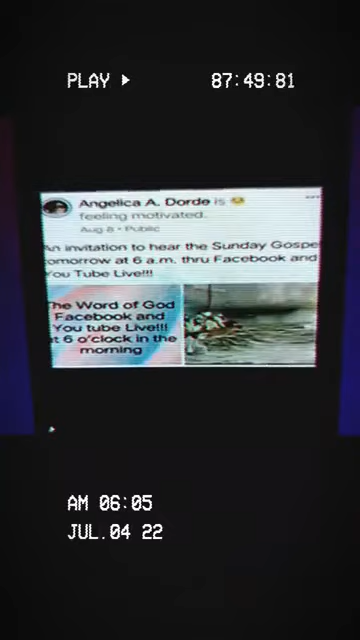 PLAY
87:49:81
Angelica A. Dorde is
feeling motivated.
Aug 8 • Public
An invitation to hear the Sunday Gospe
omorrow at 6 a.m. thru Facebook and
You Tube Live!!!
The Word of God
Facebook and
You tube Live!!!
at 6 o'clock in the
morning
AM 06:05
JUL.04 22